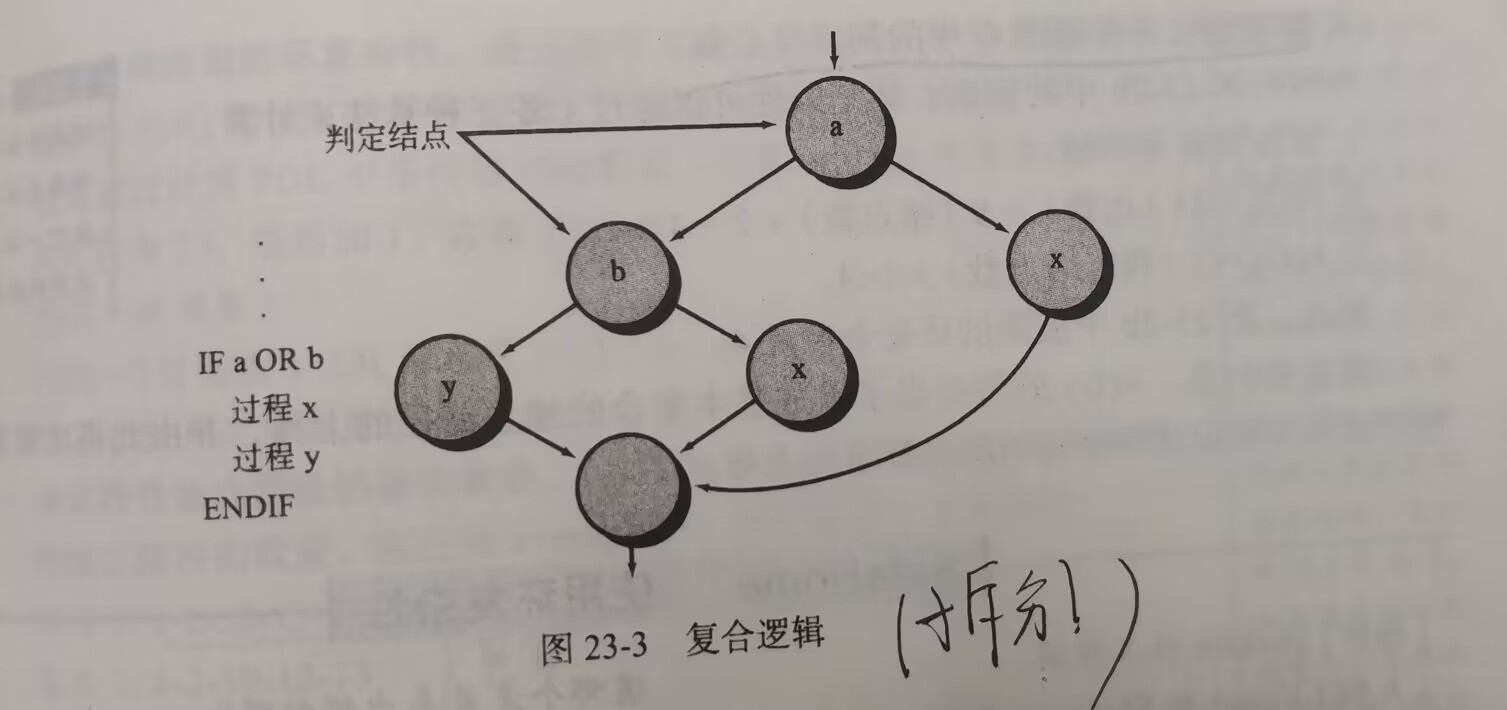 判定结点
a
b
x
y
x
.
.
.
IF a OR b
过程 x
过程 y
ENDIF
图 23-3 复合逻辑
(拆分!)